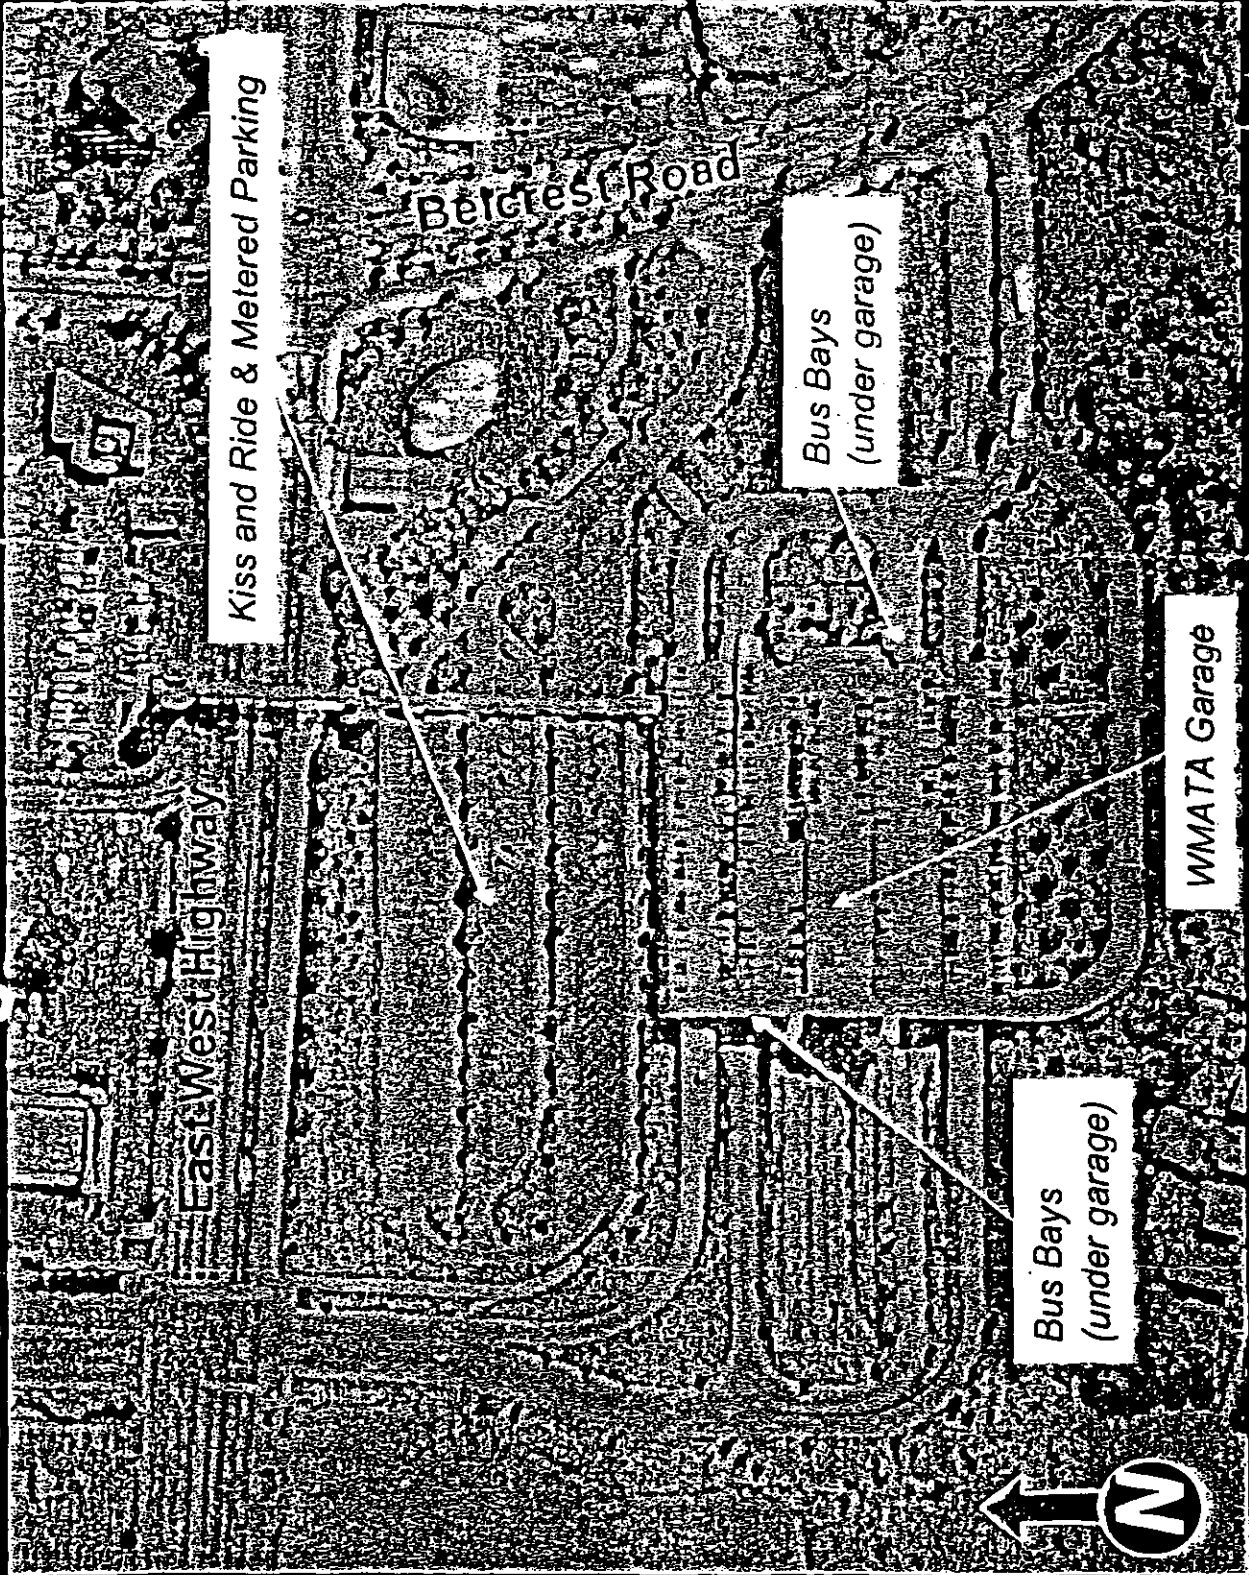 Kiss and Ride & Metered Parking
Belcrest Road
East West Highway
Bus Bays
(under garage)
Bus Bays
(under garage)
WMATA Garage
N